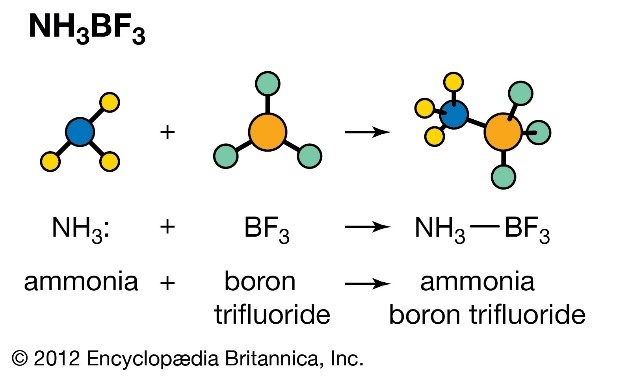 NH₃BF₃
+ →
NH₃: + BF₃ → NH₃—BF₃
ammonia + boron trifluoride → ammonia boron trifluoride
© 2012 Encyclopædia Britannica, Inc.